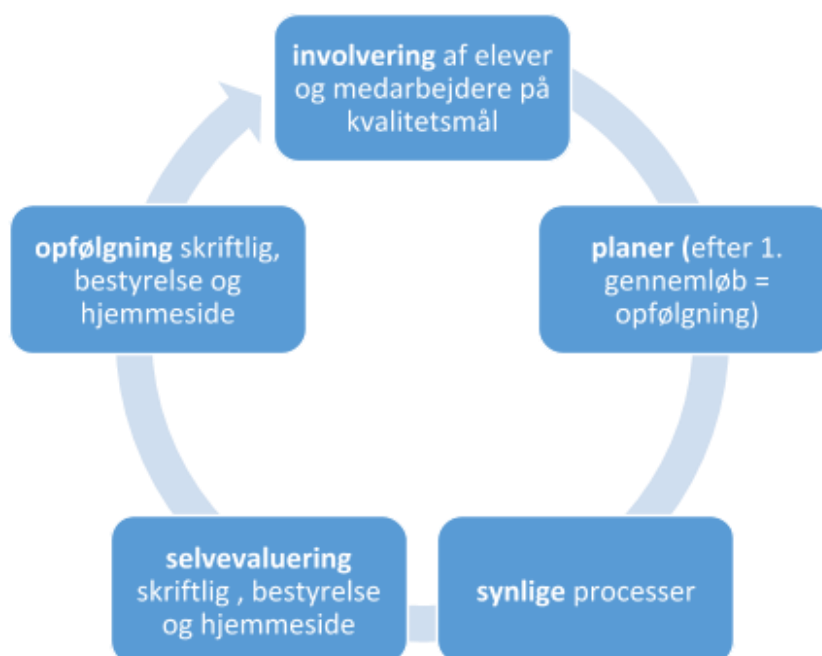 involvering af elever
og medarbejdere på
kvalitetsmål
planer (efter 1.
gennemløb =
opfølgning)
synlige processer
selvevaluering
skriftlig , bestyrelse
og hjemmeside
opfølgning skriftlig,
bestyrelse og
hjemmeside